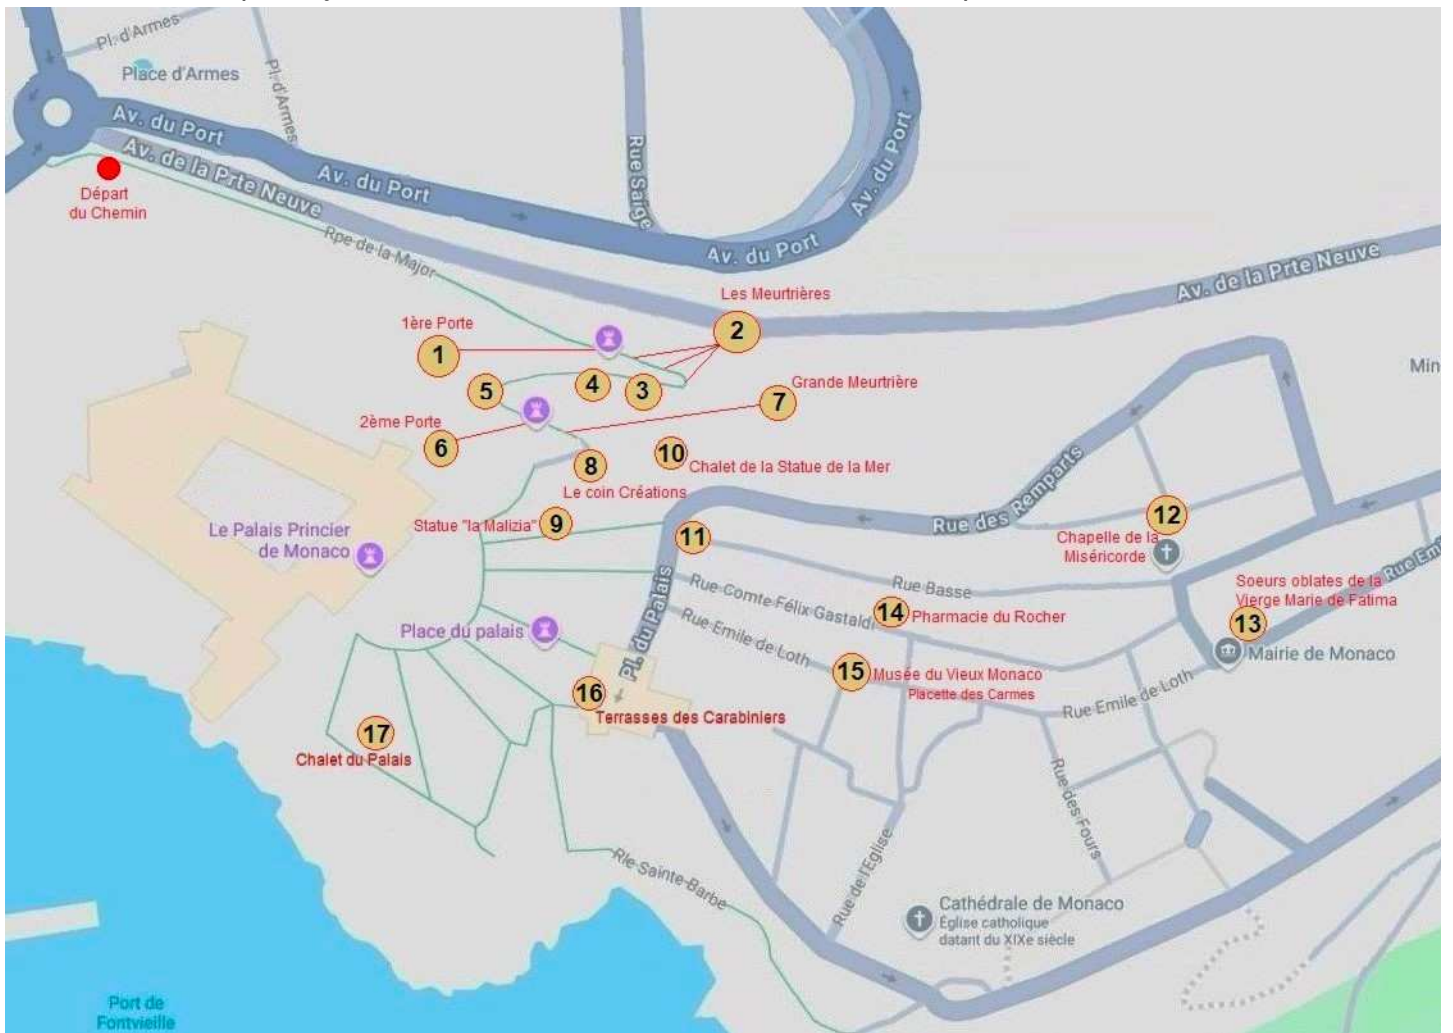 Pl. d'Armes
Place d'Armes
Pl. d'Armes
Av. du Port
Av. de la Prte Neuve
Av. du Port
Rue Saige
Av. du Port
Av. du Port
Départ
du Chemin
Rpe de la Major
Av. de la Prte Neuve
Les Meurtrières
2
1ère Porte
1
5
4
3
Grande Meurtrière
7
Min
2ème Porte
6
8
Le coin Créations
10
Chalet de la Statue de la Mer
Statue "la Malizia"
9
Le Palais Princier
de Monaco
11
Rue des Remparts
12
Chapelle de la
Miséricorde
Rue Basse
Rue Comte Félix Gastaldi
14
Pharmacie du Rocher
Soeurs oblates de la
Vierge Marie de Fatima
13
Rue Emi
Mairie de Monaco
Place du palais
Pl. du Palais
Rue Emile de Loth
15
Musée du Vieux Monaco
Placette des Carmes
Rue Emile de Loth
16
Terrasses des Carabiniers
17
Chalet du Palais
Rue des Fours
Rue de l'Eglise
Rle Sainte-Barbe
Cathédrale de Monaco
Église catholique
datant du XIXe siècle
Port de
Fontvieille